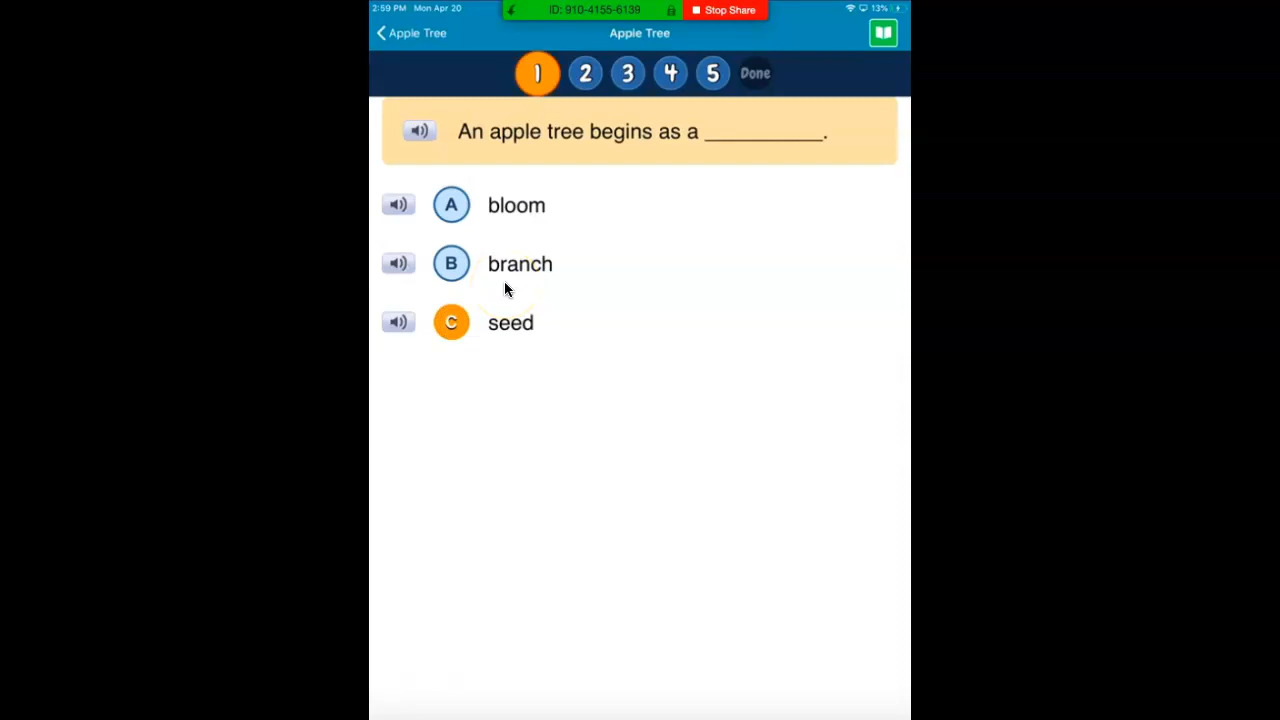 2:59 PM Mon Apr 20 ID: 910-4155-6139 Stop Share 13%
Apple Tree Apple Tree
1 2 3 4 5 Done
An apple tree begins as a __________.
A bloom
B branch
C seed